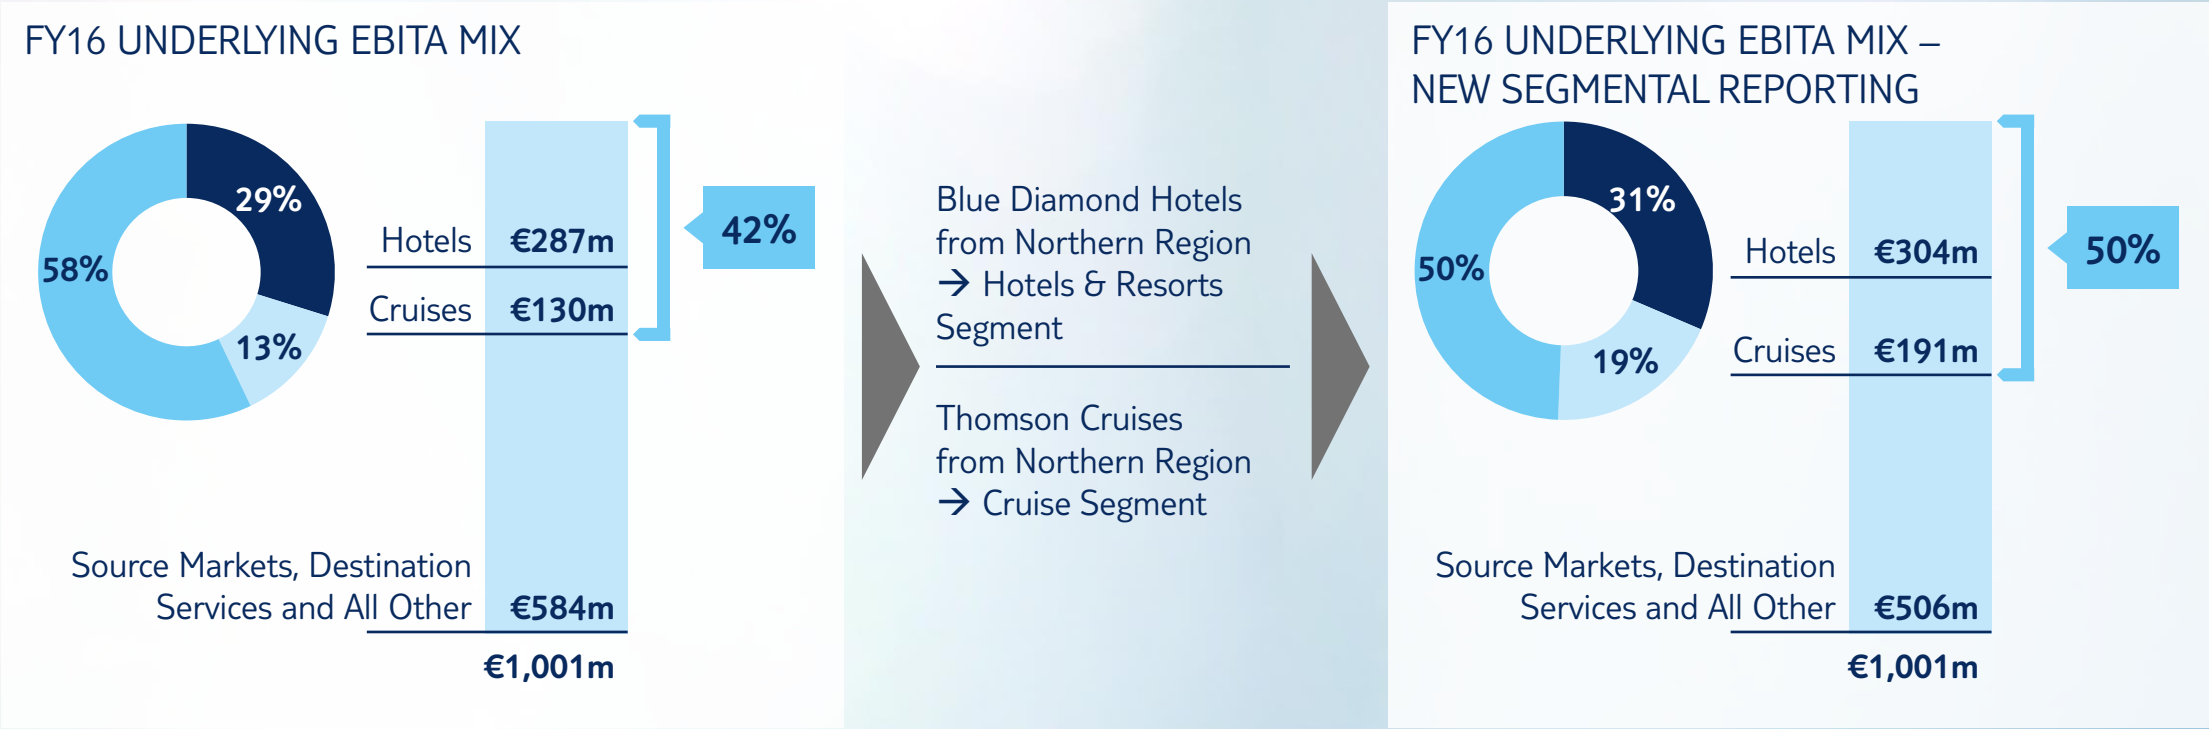 FY16 UNDERLYING EBITA MIX
29%
58%
13%
Hotels €287m
Cruises €130m
42%
Source Markets, Destination
Services and All Other €584m
€1,001m
Blue Diamond Hotels
from Northern Region
→ Hotels & Resorts
Segment
Thomson Cruises
from Northern Region
→ Cruise Segment
FY16 UNDERLYING EBITA MIX –
NEW SEGMENTAL REPORTING
31%
50%
19%
Hotels €304m
Cruises €191m
50%
Source Markets, Destination
Services and All Other €506m
€1,001m